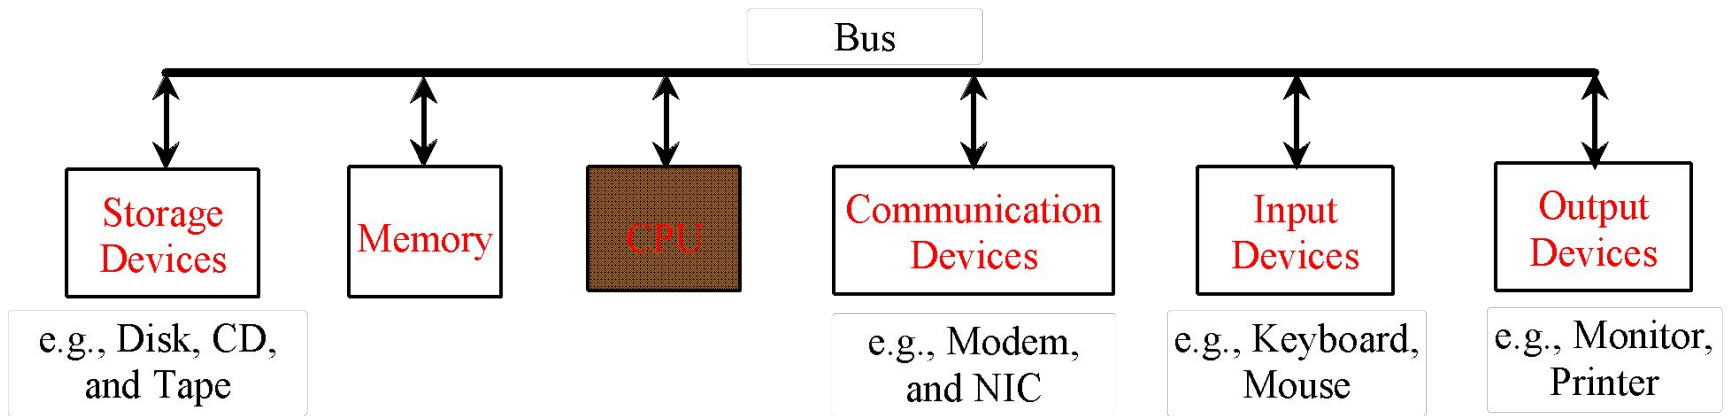 Bus
Storage
Devices
Memory
CPU
Communication
Devices
Input
Devices
Output
Devices
e.g., Disk, CD,
and Tape
e.g., Modem,
and NIC
e.g., Keyboard,
Mouse
e.g., Monitor,
Printer